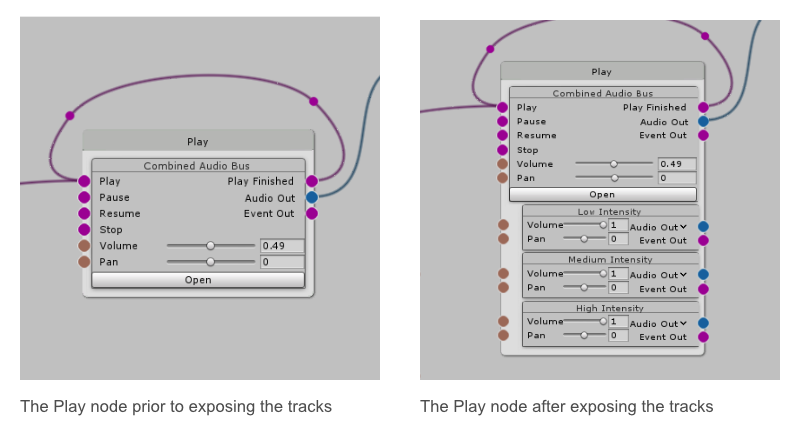 Play
Combined Audio Bus
Play Play Finished
Pause Audio Out
Resume Event Out
Stop
Volume 0.49
Pan 0
Open
The Play node prior to exposing the tracks
Play
Combined Audio Bus
Play Play Finished
Pause Audio Out
Resume Event Out
Stop
Volume 0.49
Pan 0
Open
Low Intensity
Volume 1 Audio Out
Pan 0 Event Out
Medium Intensity
Volume 1 Audio Out
Pan 0 Event Out
High Intensity
Volume 1 Audio Out
Pan 0 Event Out
The Play node after exposing the tracks